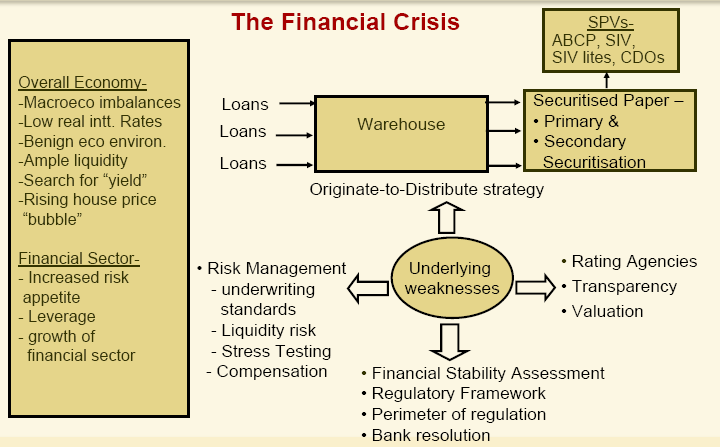 The Financial Crisis
SPVs-
ABCP, SIV,
SIV lites, CDOs
Overall Economy-
-Macroeco imbalances
-Low real intt. Rates
-Benign eco environ.
-Ample liquidity
-Search for “yield”
-Rising house price
“bubble”
Financial Sector-
- Increased risk
appetite
- Leverage
- growth of
financial sector
Loans
Loans
Loans
Warehouse
Securitised Paper –
• Primary &
• Secondary
Securitisation
Originate-to-Distribute strategy
Underlying
weaknesses
• Risk Management
- underwriting
standards
- Liquidity risk
- Stress Testing
- Compensation
• Rating Agencies
• Transparency
• Valuation
• Financial Stability Assessment
• Regulatory Framework
• Perimeter of regulation
• Bank resolution